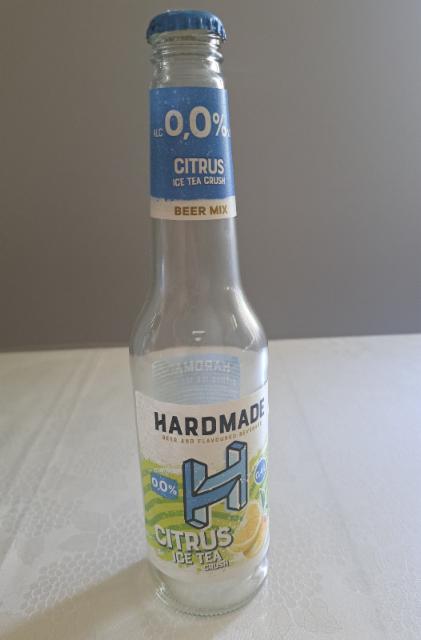 ALC 0,0%
CITRUS
ICE TEA CRUSH
BEER MIX
HARDMADE
BEER AND FLAVOURED BEVERAGE
H
0,0%
CITRUS
ICE TEA
CRUSH